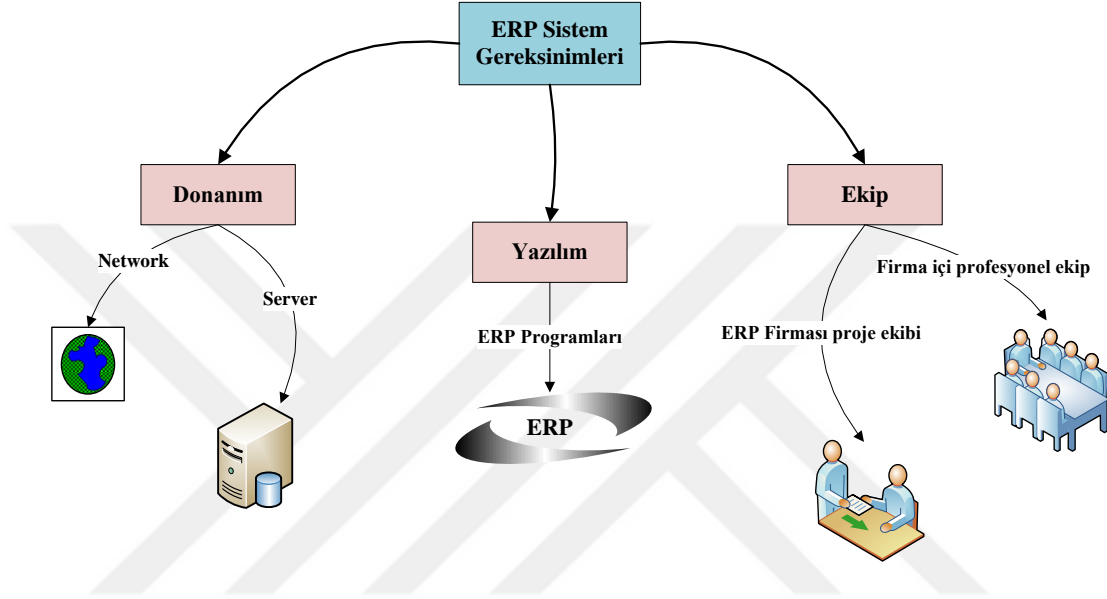 ERP Sistem
Gereksinimleri
Donanım
Ekip
Yazılım
Network
Server
ERP Programları
Firma içi profesyonel ekip
ERP Firması proje ekibi
ERP